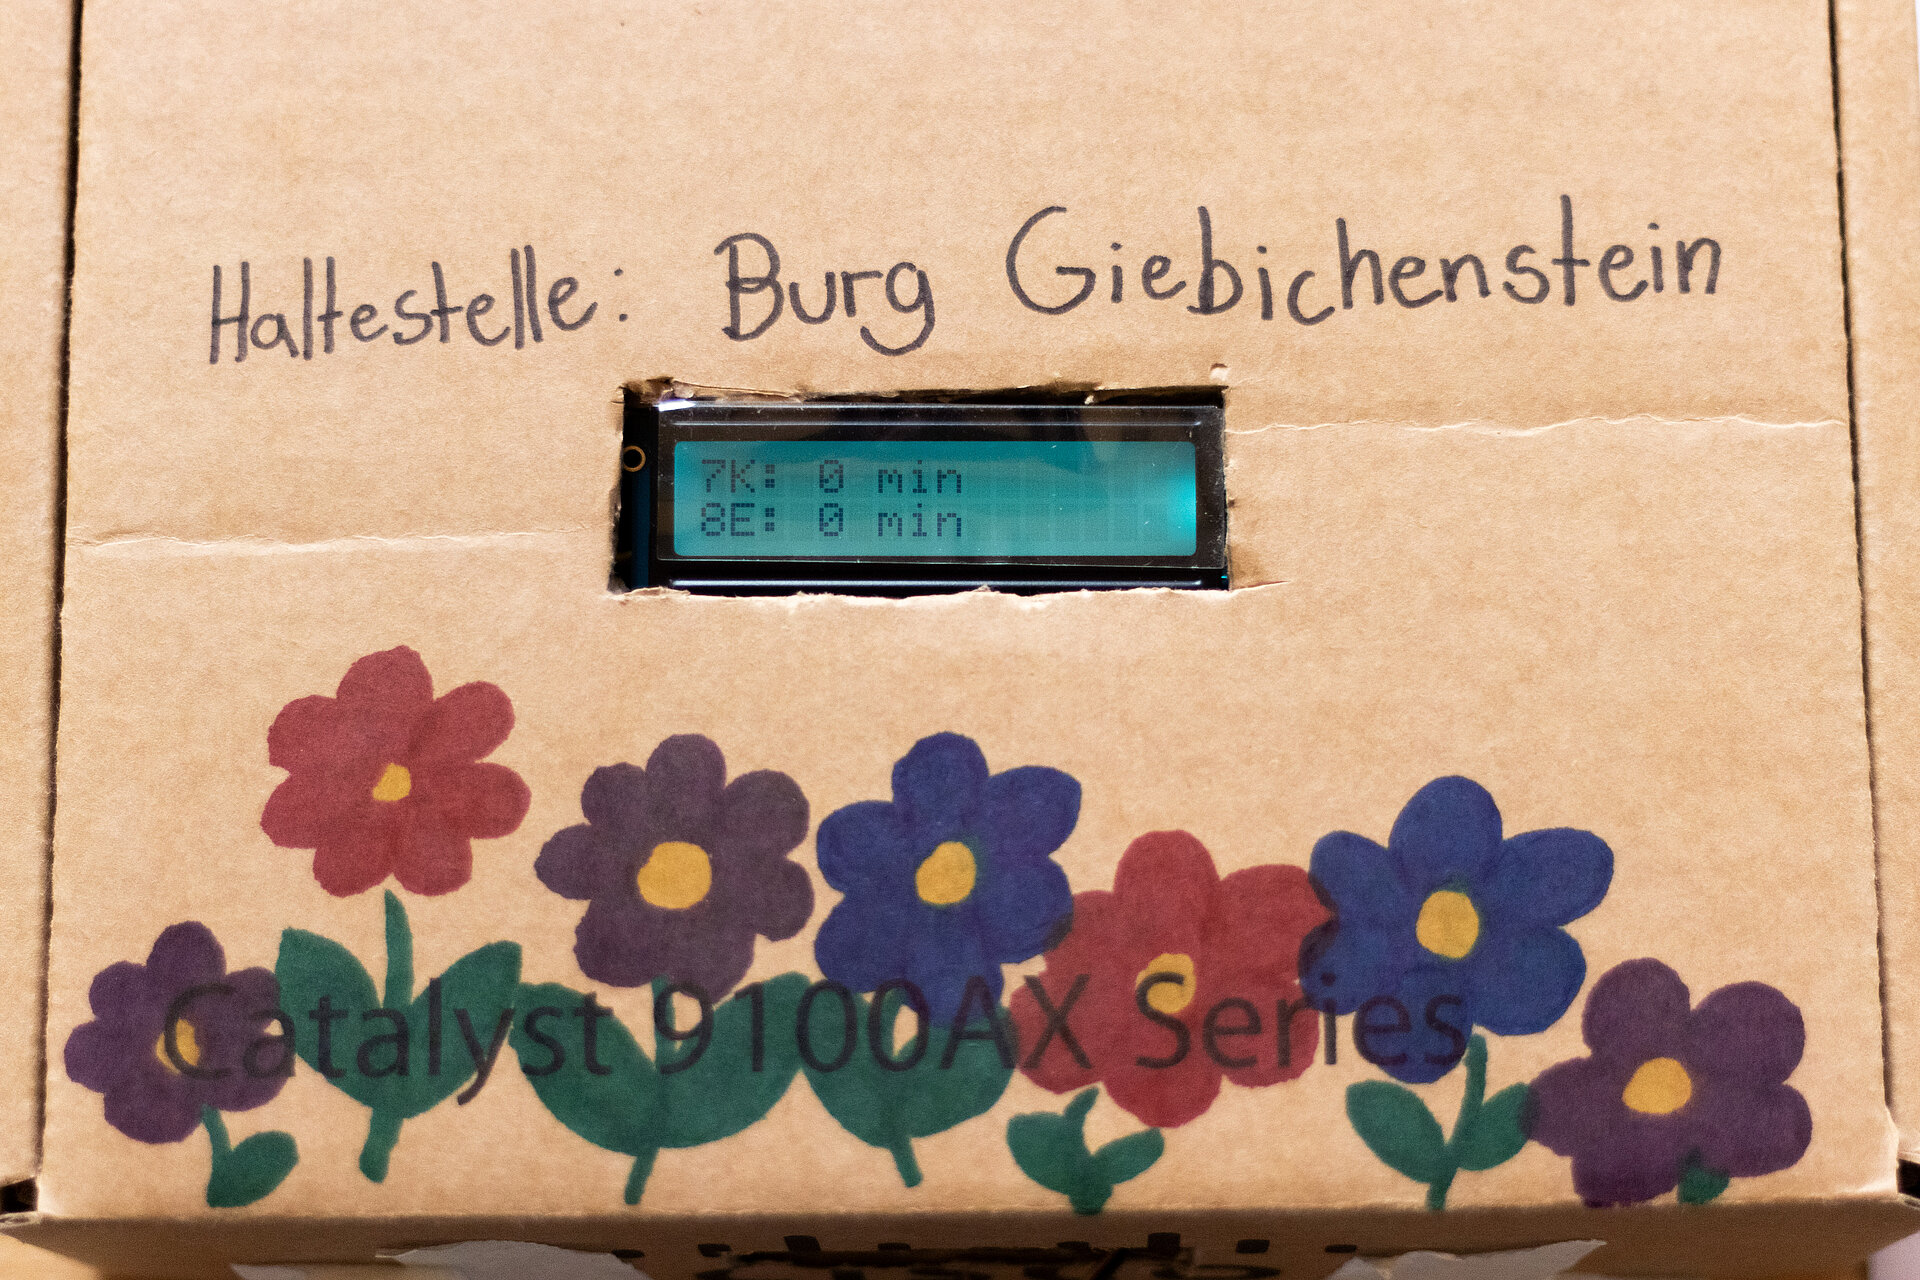 Haltestelle: Burg Giebichenstein
7K: 0 min
8E: 0 min
Catalyst 9100AX Series